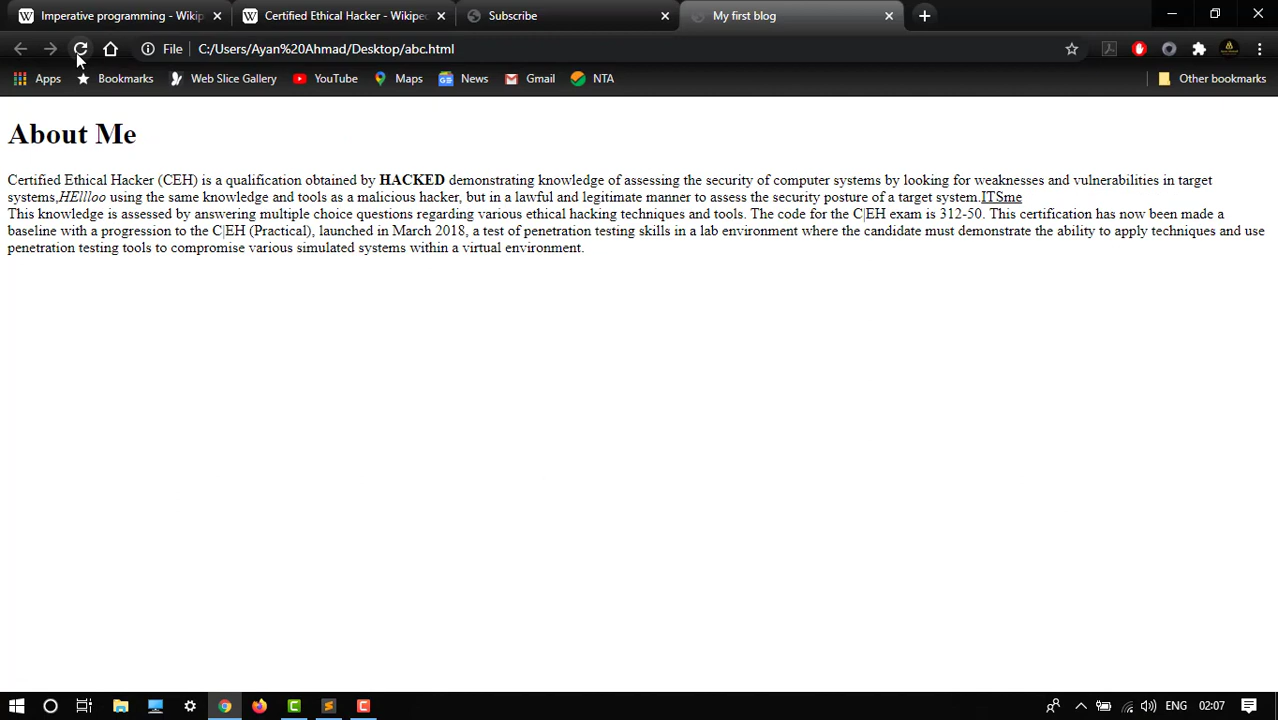 Imperative programming - Wikip
Certified Ethical Hacker - Wikiped
Subscribe
My first blog
File
C:/Users/Ayan%20Ahmad/Desktop/abc.html
Apps
Bookmarks
Web Slice Gallery
YouTube
Maps
News
Gmail
NTA
Other bookmarks
About Me
Certified Ethical Hacker (CEH) is a qualification obtained by HACKED demonstrating knowledge of assessing the security of computer systems by looking for weaknesses and vulnerabilities in target
systems,HEllloo using the same knowledge and tools as a malicious hacker, but in a lawful and legitimate manner to assess the security posture of a target system.ITSme
This knowledge is assessed by answering multiple choice questions regarding various ethical hacking techniques and tools. The code for the C|EH exam is 312-50. This certification has now been made a
baseline with a progression to the C|EH (Practical), launched in March 2018, a test of penetration testing skills in a lab environment where the candidate must demonstrate the ability to apply techniques and use
penetration testing tools to compromise various simulated systems within a virtual environment.
ENG
02:07